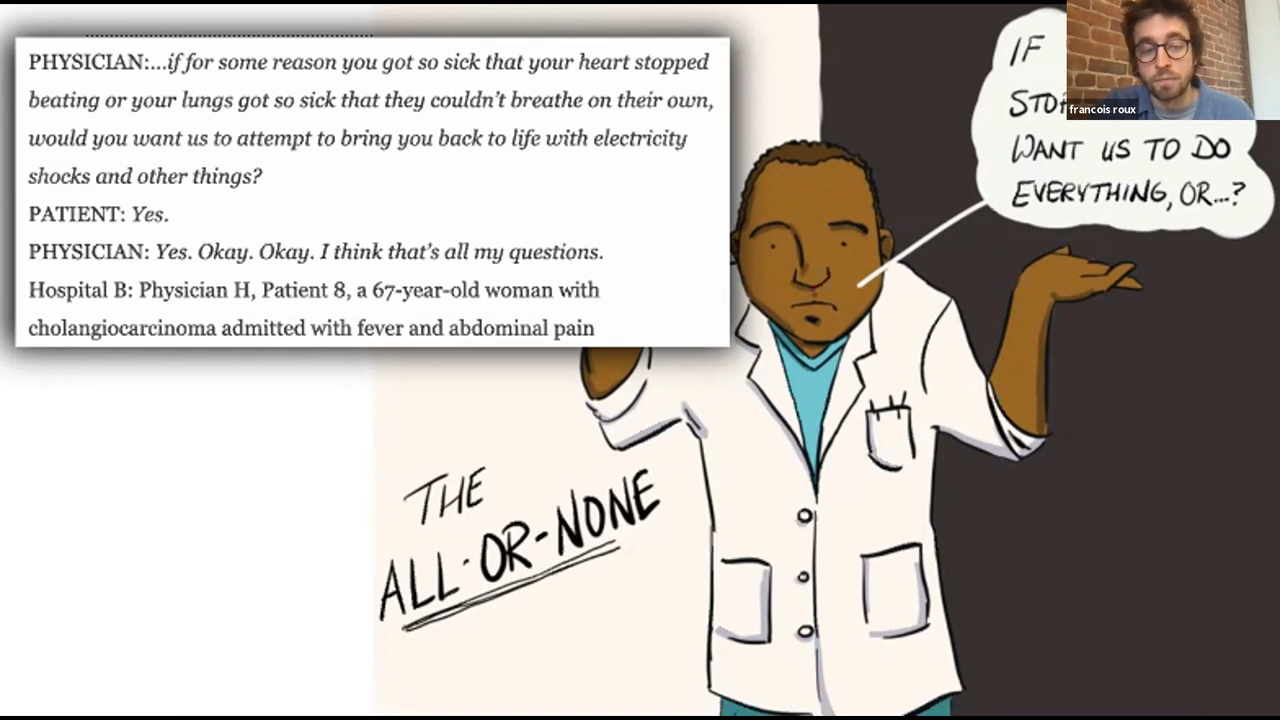 PHYSICIAN:...if for some reason you got so sick that your heart stopped
beating or your lungs got so sick that they couldn't breathe on their own,
would you want us to attempt to bring you back to life with electricity
shocks and other things?
PATIENT: Yes.
PHYSICIAN: Yes. Okay. Okay. I think that's all my questions.
Hospital B: Physician H, Patient 8, a 67-year-old woman with
cholangiocarcinoma admitted with fever and abdominal pain
IF
WANT US TO DO
EVERYTHING, OR...?
francois roux
THE
ALL-OR-NONE